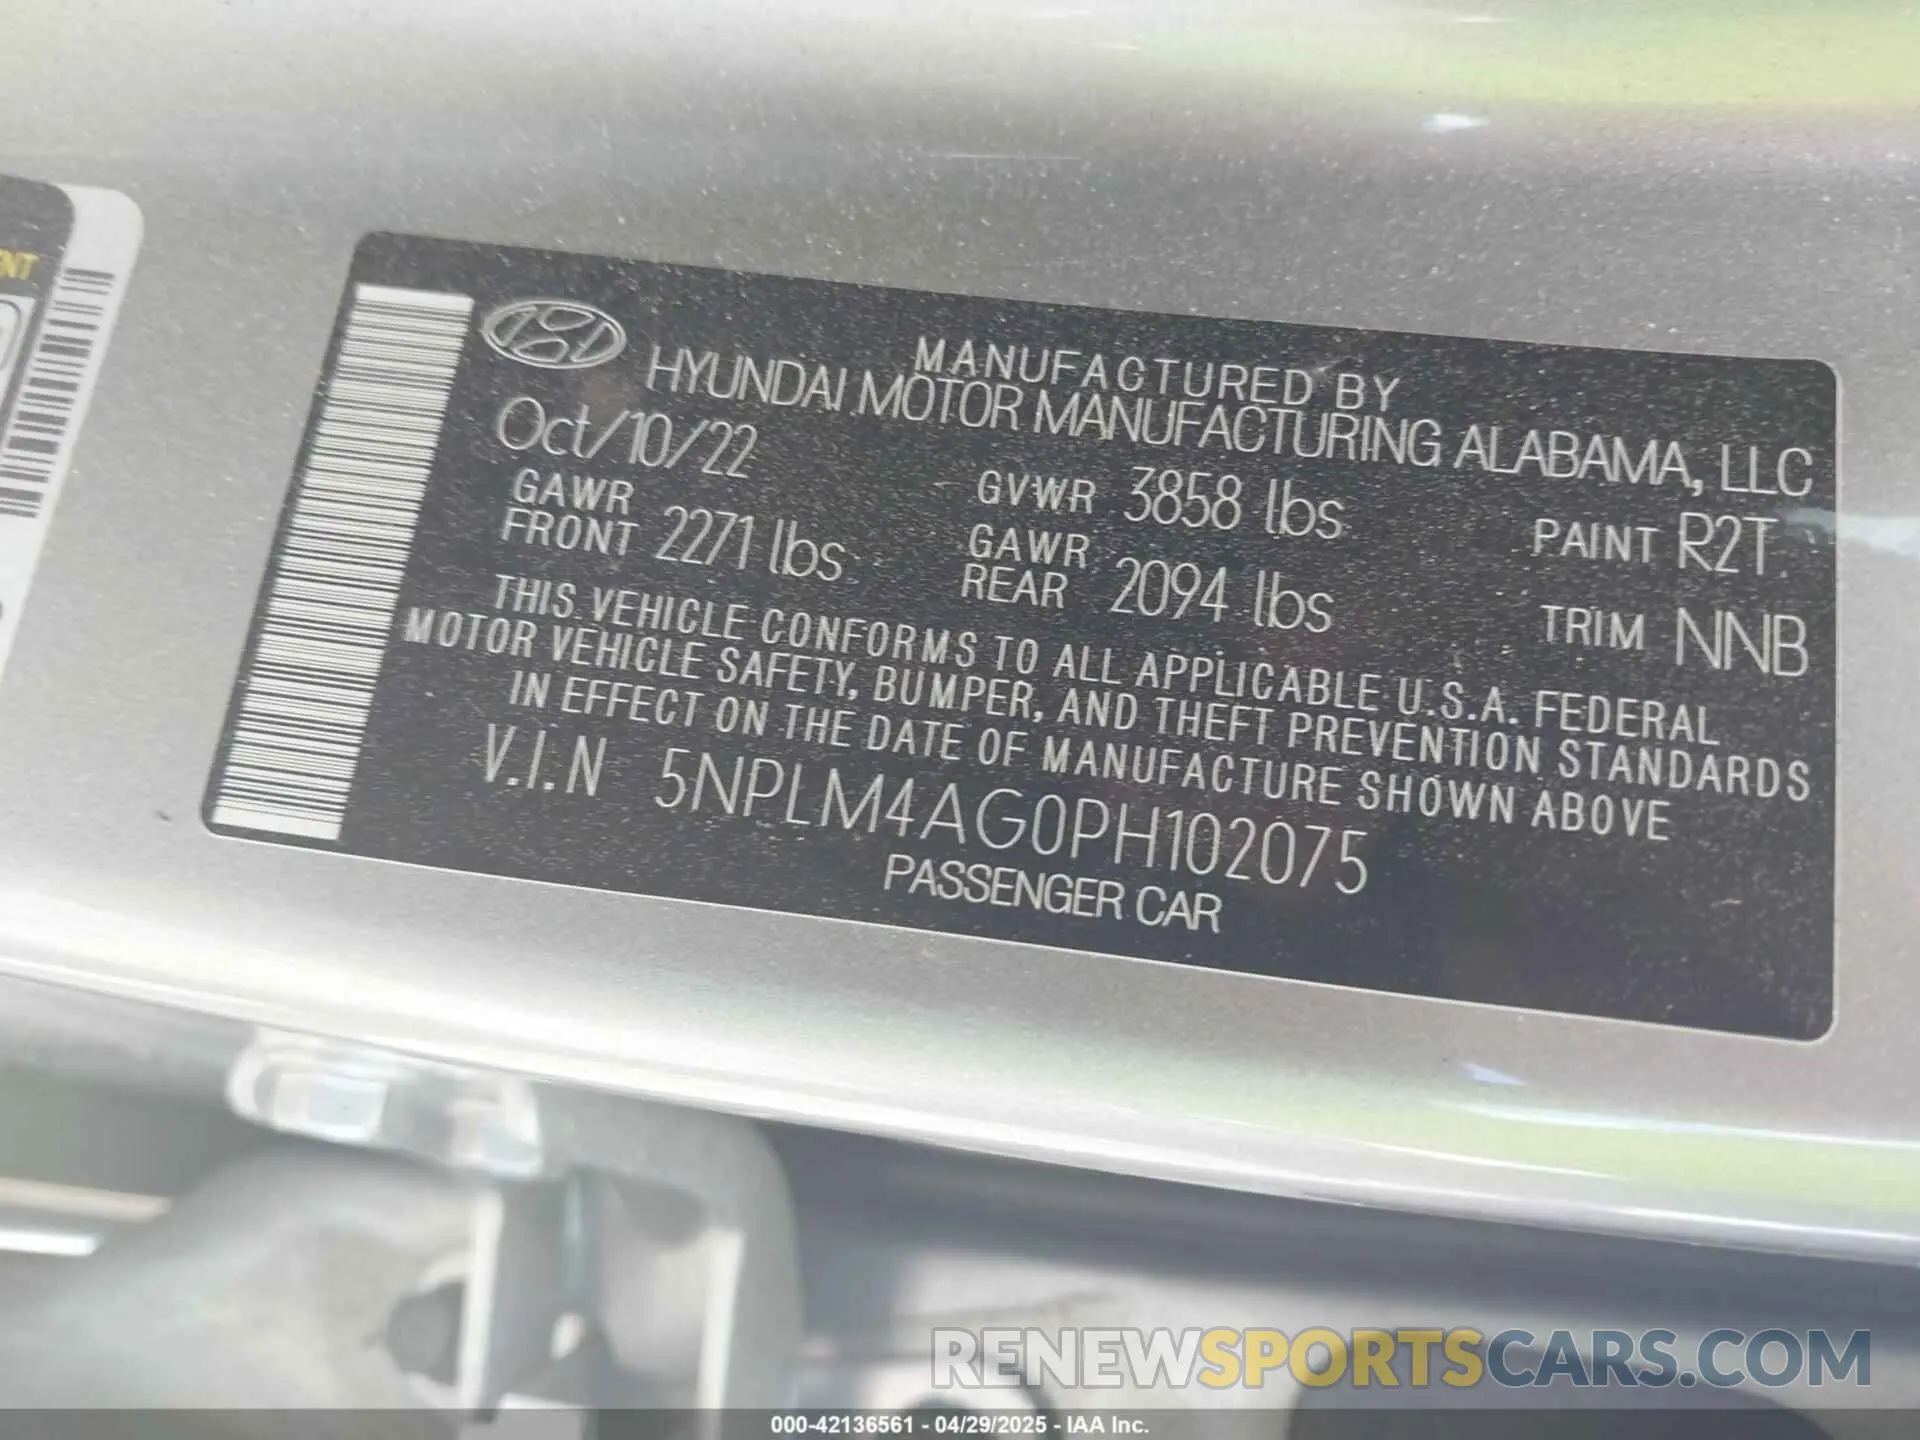 ENT
MANUFACTURED BY
HYUNDAI MOTOR MANUFACTURING ALABAMA, LLC
Oct/10/22
GVWR 3858 lbs
PAINT R2T
GAWR FRONT 2271 lbs
GAWR REAR 2094 lbs
TRIM NNB
THIS VEHICLE CONFORMS TO ALL APPLICABLE U.S.A. FEDERAL
MOTOR VEHICLE SAFETY, BUMPER, AND THEFT PREVENTION STANDARDS
IN EFFECT ON THE DATE OF MANUFACTURE SHOWN ABOVE
V.I.N 5NPLM4AG0PH102075
PASSENGER CAR
RENEWSPORTSCARS.COM
000-42136561 - 04/29/2025 - IAA Inc.